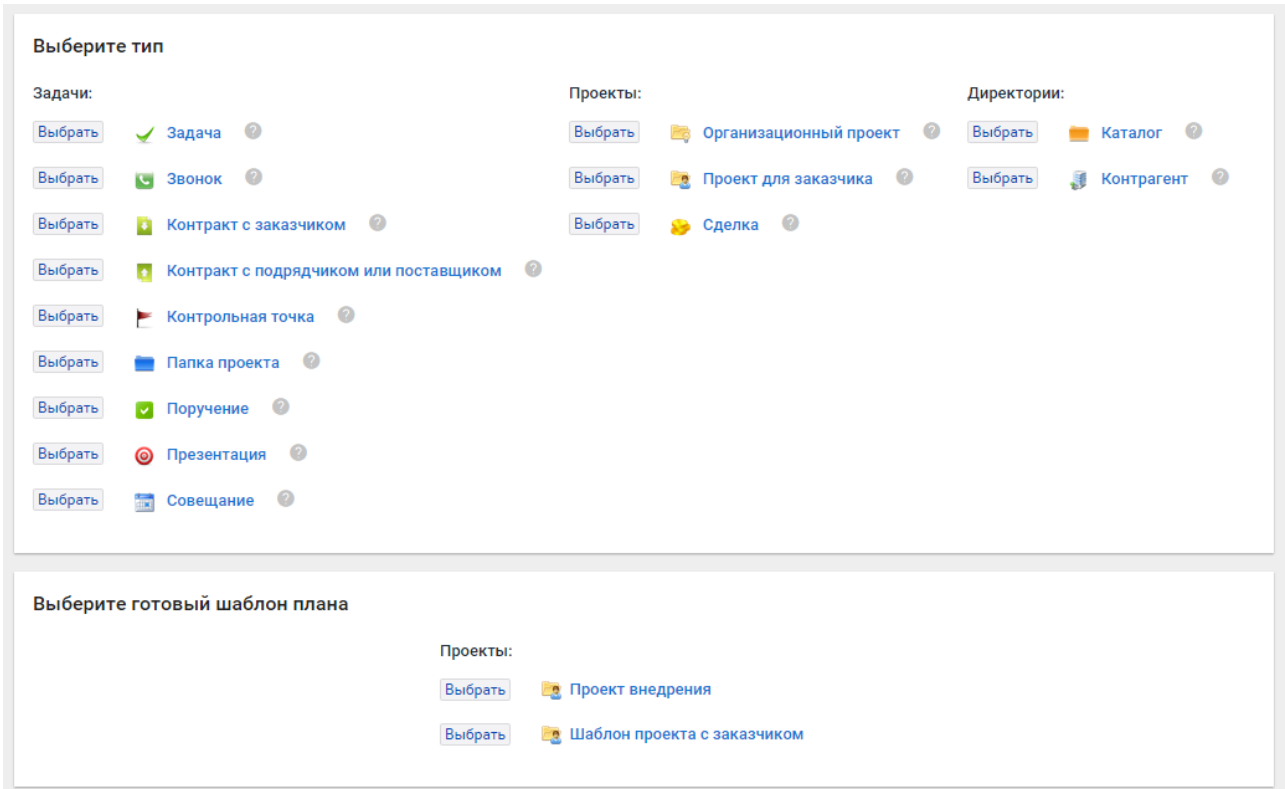 Выберите тип
Задачи:
Выбрать Задача ?
Выбрать Звонок ?
Выбрать Контракт с заказчиком ?
Выбрать Контракт с подрядчиком или поставщиком ?
Выбрать Контрольная точка ?
Выбрать Папка проекта ?
Выбрать Поручение ?
Выбрать Презентация ?
Выбрать Совещание ?
Проекты:
Выбрать Организационный проект ?
Выбрать Проект для заказчика ?
Выбрать Сделка ?
Директории:
Выбрать Каталог ?
Выбрать Контрагент ?
Выберите готовый шаблон плана
Проекты:
Выбрать Проект внедрения
Выбрать Шаблон проекта с заказчиком